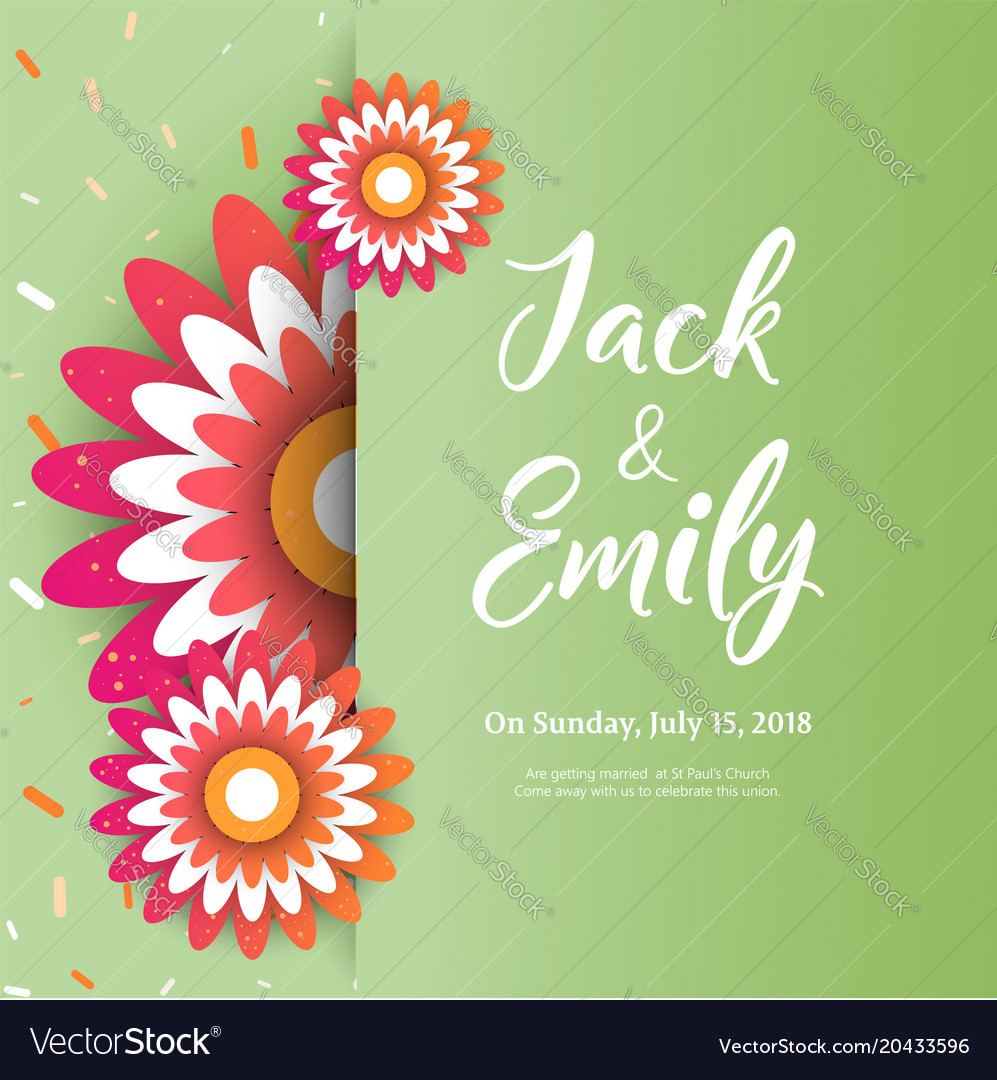 Jack
&
Emily
On Sunday, July 15, 2018
Are getting married at St Paul's Church
Come away with us to celebrate this union.
VectorStock®
VectorStock.com/20433596